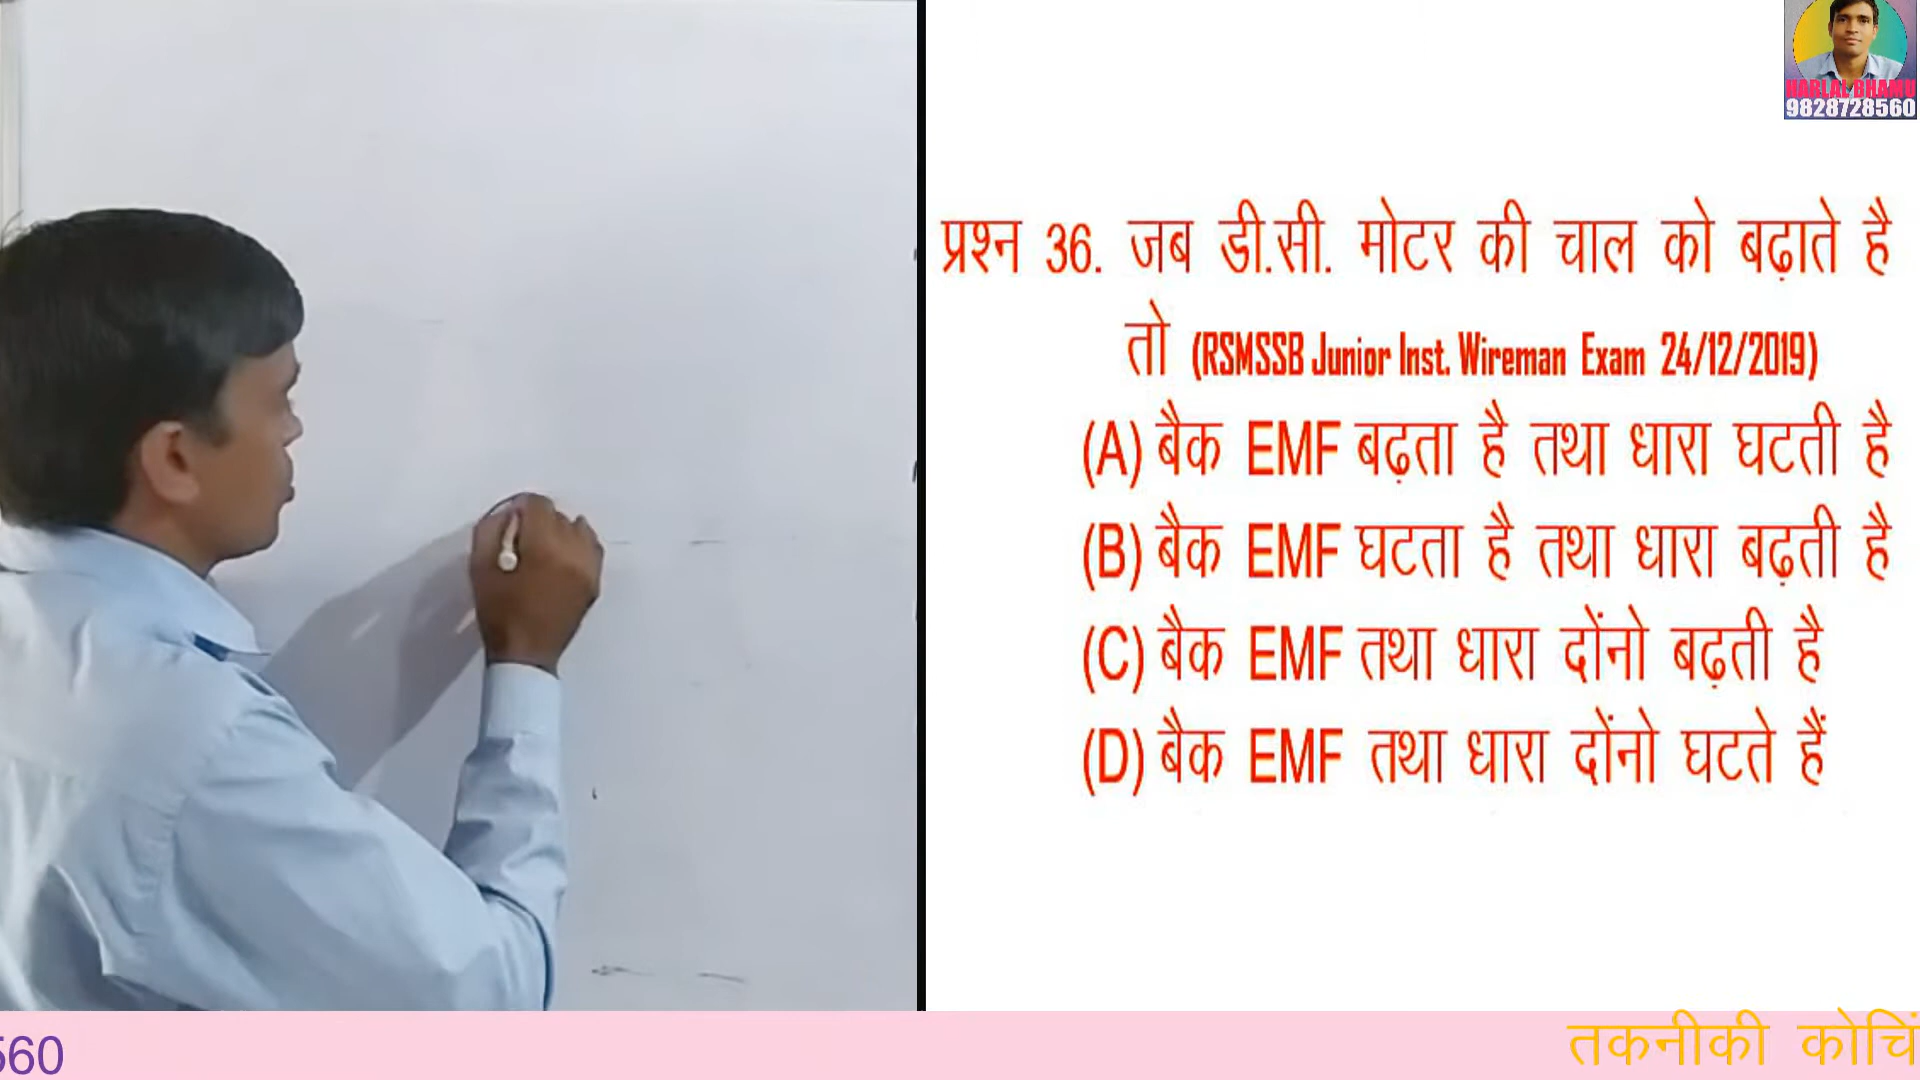 HARLAL BHAMU
9828728560
प्रश्न 36. जब डी.सी. मोटर की चाल को बढ़ाते है
तो (RSMSSB Junior Inst. Wireman Exam 24/12/2019)
(A) बैक EMF बढ़ता है तथा धारा घटती है
(B) बैक EMF घटता है तथा धारा बढ़ती है
(C) बैक EMF तथा धारा दोंनो बढ़ती है
(D) बैक EMF तथा धारा दोंनो घटते हैं
560 तकनीकी कोचिं